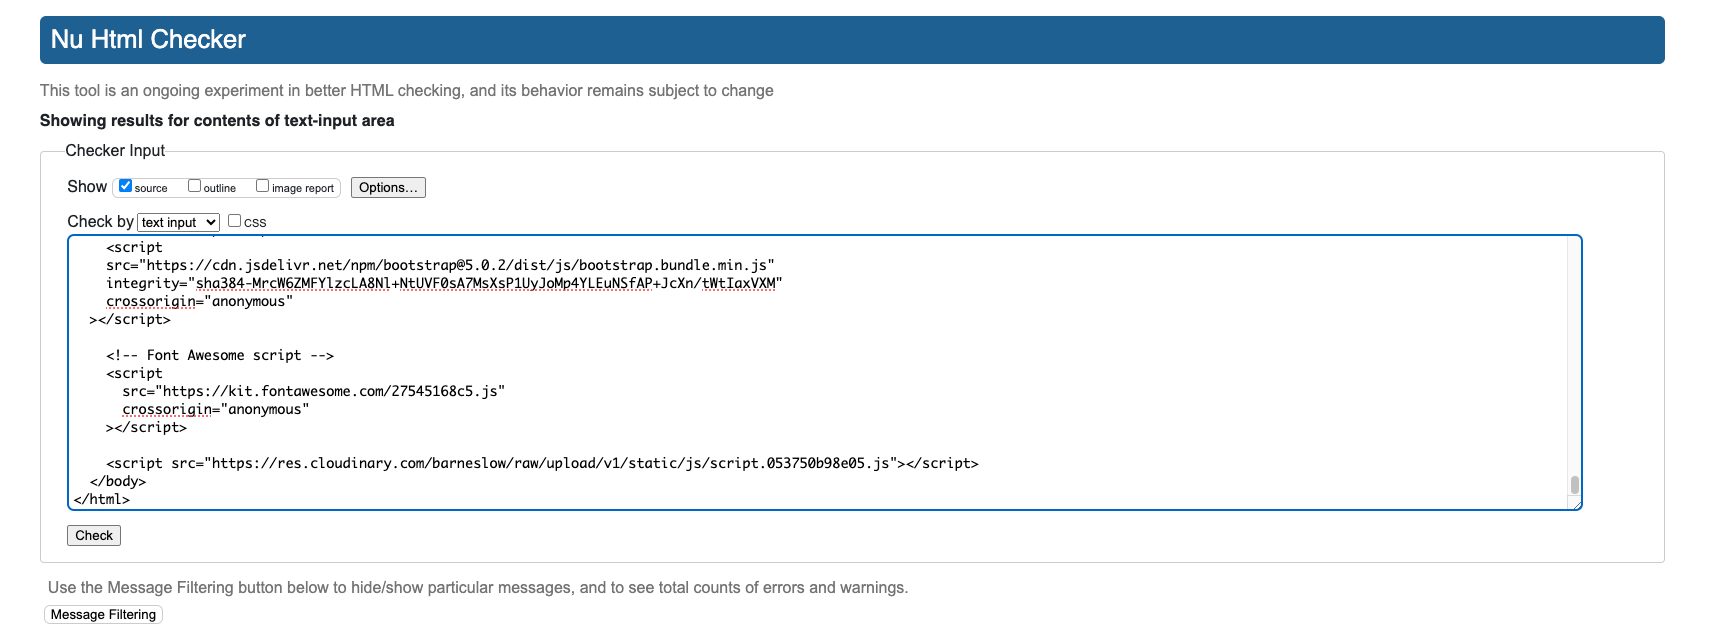 Nu Html Checker
This tool is an ongoing experiment in better HTML checking, and its behavior remains subject to change
Showing results for contents of text-input area
Checker Input
Show source outline image report Options...
Check by text input CSS
<script
src="https://cdn.jsdelivr.net/npm/bootstrap@5.0.2/dist/js/bootstrap.bundle.min.js"
integrity="sha384-MrcW6ZMFYlzcLA8Nl+NtUVF0sA7MsXsP1UyJoMp4YLEuNSfAP+JcXn/tWtIaxVXM"
crossorigin="anonymous"
></script>
<!-- Font Awesome script -->
<script
src="https://kit.fontawesome.com/27545168c5.js"
crossorigin="anonymous"
></script>
<script src="https://res.cloudinary.com/barneslow/raw/upload/v1/static/js/script.053750b98e05.js"></script>
</body>
</html>
Check
Use the Message Filtering button below to hide/show particular messages, and to see total counts of errors and warnings.
Message Filtering